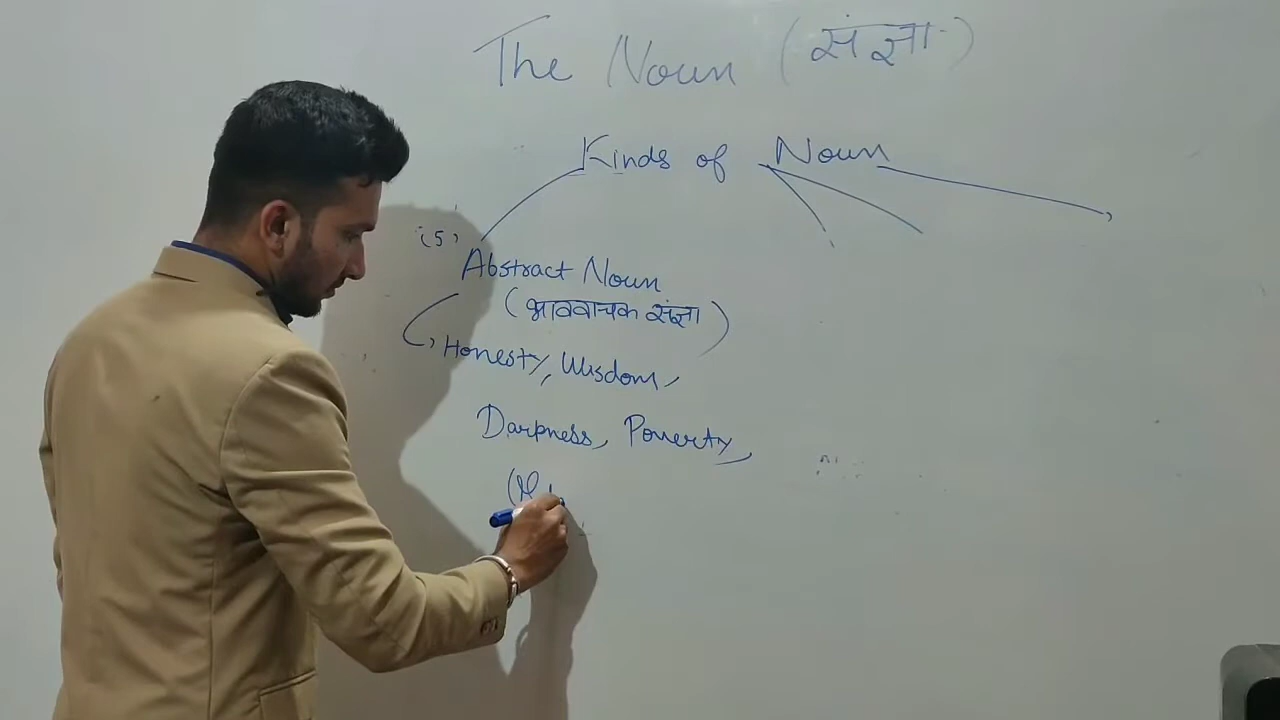 The Noun (संज्ञा)
Kinds of Noun
(5)
Abstract Noun
(भाववाचक संज्ञा)
Honesty, Wisdom,
Darkness, Poverty,